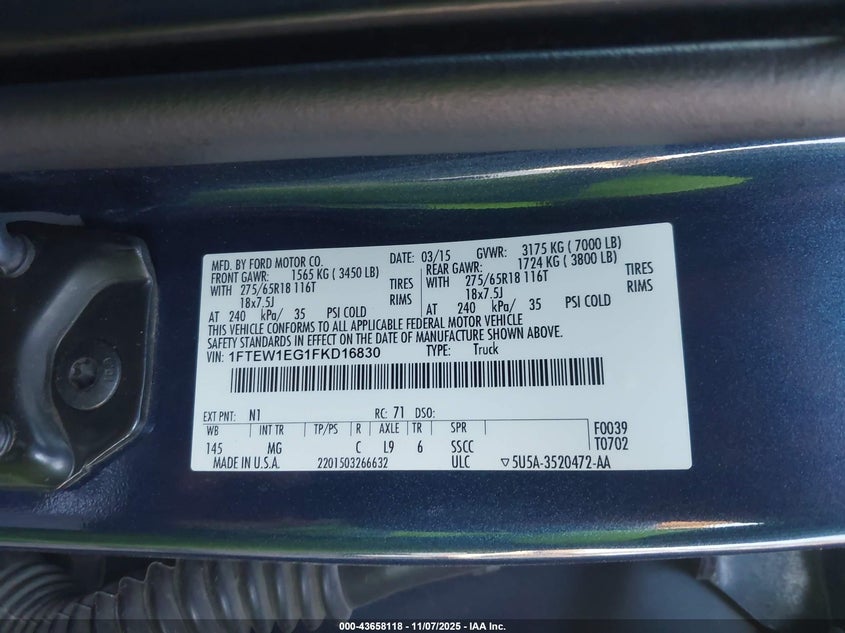 MFD. BY FORD MOTOR CO. DATE: 03/15 GVWR: 3175 KG ( 7000 LB)
FRONT GAWR: 1565 KG ( 3450 LB) REAR GAWR: 1724 KG ( 3800 LB)
WITH 275/65R18 116T TIRES WITH 275/65R18 116T TIRES
18x7.5J RIMS 18x7.5J RIMS
AT 240 kPa/ 35 PSI COLD AT 240 kPa/ 35 PSI COLD
THIS VEHICLE CONFORMS TO ALL APPLICABLE FEDERAL MOTOR VEHICLE
SAFETY STANDARDS IN EFFECT ON THE DATE OF MANUFACTURE SHOWN ABOVE.
VIN: 1FTEW1EG1FKD16830 TYPE: Truck
EXT PNT: N1 RC: 71 DSO: F0039
WB INT TR TP/PS R AXLE TR SPR T0702
145 MG C L9 6 SSCC
MADE IN U.S.A. 2201503266632 ULC ▽5U5A-3520472-AA
000-43658118 - 11/07/2025 - IAA Inc.